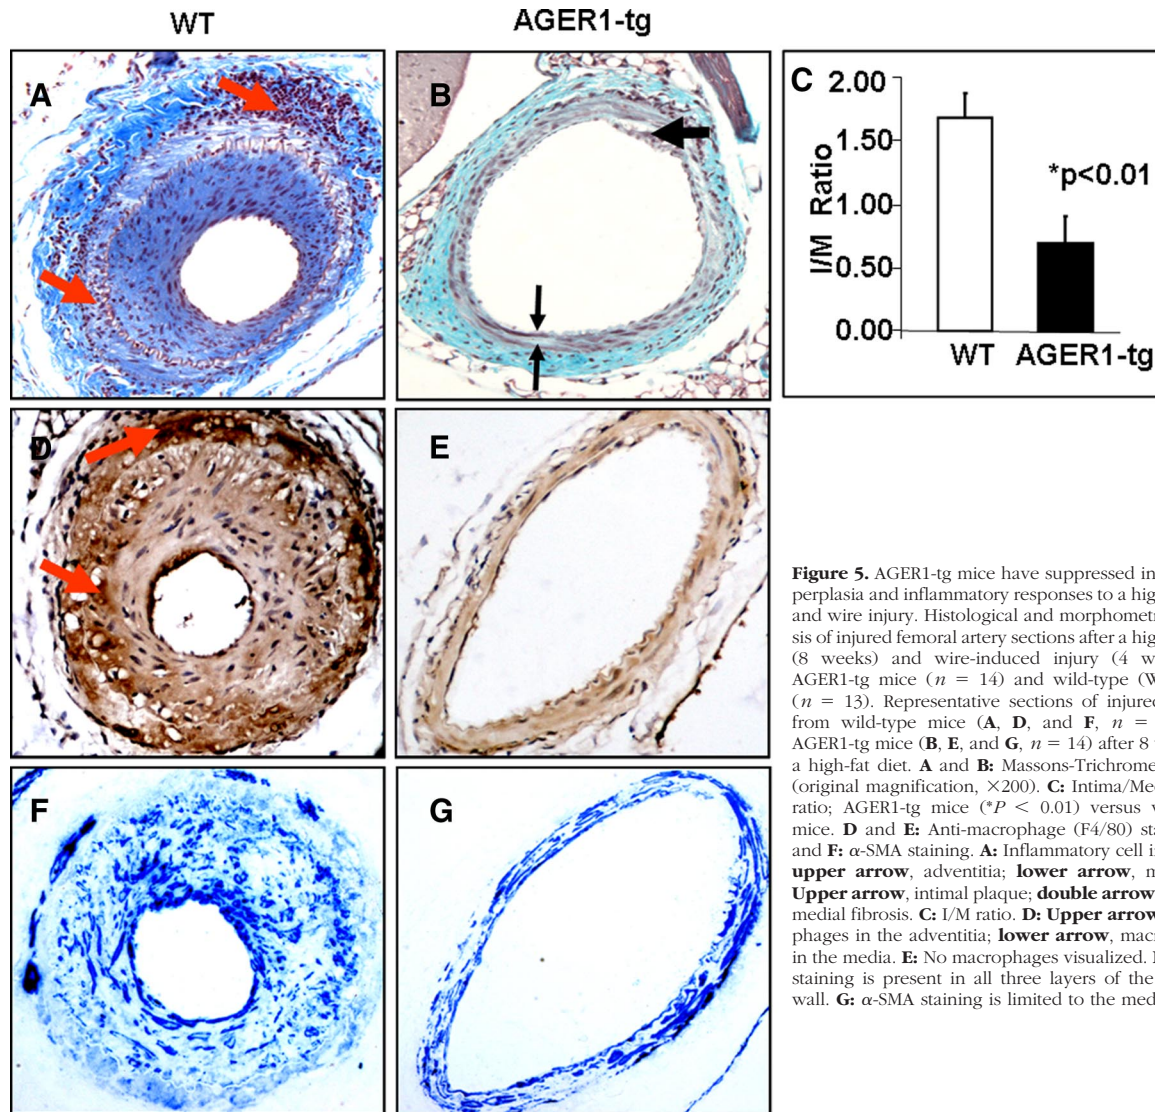 WT
AGER1-tg
A
B
C
2.00
1.50
1.00
0.50
0.00
I/M Ratio
*p<0.01
WT AGER1-tg
D
E
F
G
Figure 5. AGER1-tg mice have suppressed in
perplasia and inflammatory responses to a hig
and wire injury. Histological and morphometr
sis of injured femoral artery sections after a hig
(8 weeks) and wire-induced injury (4 w
AGER1-tg mice (n = 14) and wild-type (W
(n = 13). Representative sections of injured
from wild-type mice (A, D, and F, n =
AGER1-tg mice (B, E, and G, n = 14) after 8
a high-fat diet. A and B: Massons-Trichrome
(original magnification, ×200). C: Intima/Me
ratio; AGER1-tg mice (*P < 0.01) versus
mice. D and E: Anti-macrophage (F4/80) sta
and F: α-SMA staining. A: Inflammatory cell i
upper arrow, adventitia; lower arrow, m
Upper arrow, intimal plaque; double arrow
medial fibrosis. C: I/M ratio. D: Upper arrow
phages in the adventitia; lower arrow, macr
in the media. E: No macrophages visualized.
staining is present in all three layers of the
wall. G: α-SMA staining is limited to the med